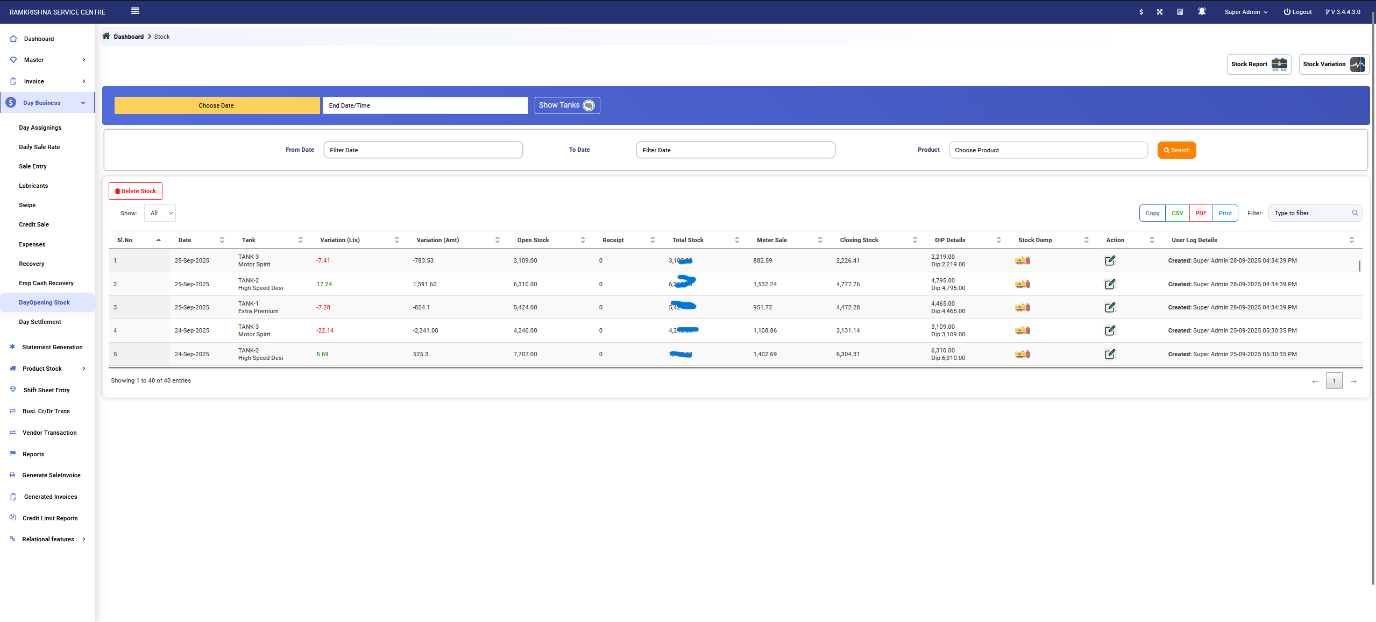 RAMKRISHNA SERVICE CENTRE
$ Super Admin Logout V 3.4.4.3.0
Dashboard
Master
Invoice
Day Business
Day Assignings
Daily Sale Rate
Sale Entry
Lubricants
Swipe
Credit Sale
Expenses
Recovery
Emp Cash Recovery
DayOpening Stock
Day Settlement
Statement Generation
Product Stock
Shift Sheet Entry
Busi. Cr/Dr Trxns
Vendor Transaction
Reports
Generate SaleInvoice
Generated Invoices
Credit Limit Reports
Relational features
Dashboard > Stock
Stock Report Stock Variation
Choose Date End Date/Time Show Tanks
From Date Filter Date To Date Filter Date Product Choose Product Search
Delete Stock
Show: All Copy CSV PDF Print Filter: Type to filter...
Sl.No Date Tank Variation (Lts) Variation (Amt) Open Stock Receipt Total Stock Meter Sale Closing Stock DIP Details Stock Dump Action User Log Details
1 25-Sep-2025 TANK-3 -7.41 -783.53 3,109.00 0 882.59 2,226.41 2,219.00 Created: Super Admin 28-09-2025 04:34:39 PM
Motor Spirit Dip:2,219.00
2 25-Sep-2025 TANK-2 17.24 1,591.60 6,310.00 0 1,532.24 4,777.76 4,795.00 Created: Super Admin 28-09-2025 04:34:39 PM
High Speed Desi Dip:4,795.00
3 25-Sep-2025 TANK-1 -7.28 -824.1 5,424.00 0 951.72 4,472.28 4,465.00 Created: Super Admin 28-09-2025 04:34:39 PM
Extra Premium Dip:4,465.00
4 24-Sep-2025 TANK-3 -22.14 -2,341.08 4,240.00 0 1,108.86 3,131.14 3,109.00 Created: Super Admin 25-09-2025 05:30:35 PM
Motor Spirit Dip:3,109.00
5 24-Sep-2025 TANK-2 5.69 525.3 7,707.00 0 1,402.69 6,304.31 6,310.00 Created: Super Admin 25-09-2025 05:30:35 PM
High Speed Desi Dip:6,310.00
Showing 1 to 40 of 40 entries ← 1 →